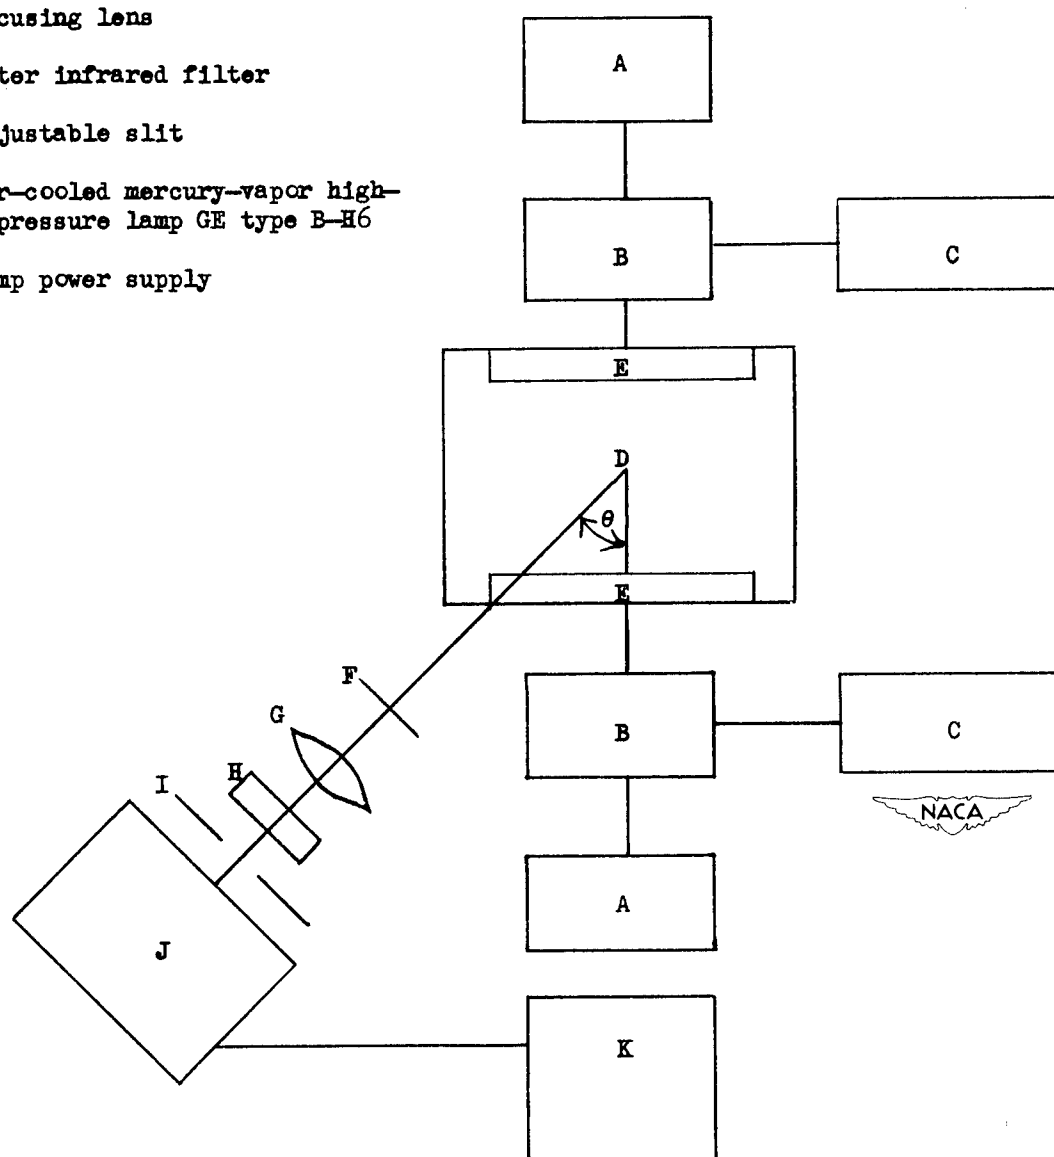 cusing lens
ter infrared filter
justable slit
r-cooled mercury-vapor high-
pressure lamp GE type B-H6
mp power supply
A
B
C
E
D
θ
E
F
G
B
C
H
I
NACA
A
J
K